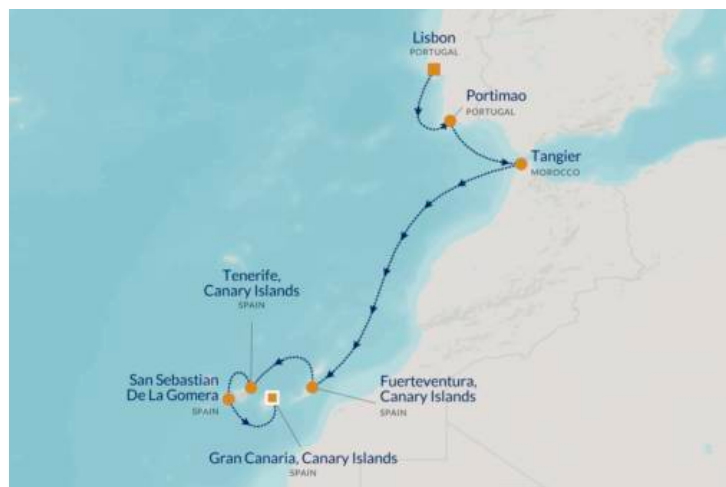 Lisbon
PORTUGAL
Portimao
PORTUGAL
Tangier
MOROCCO
Tenerife,
Canary Islands
SPAIN
San Sebastian
De La Gomera
SPAIN
Fuerteventura,
Canary Islands
SPAIN
Gran Canaria, Canary Islands
SPAIN